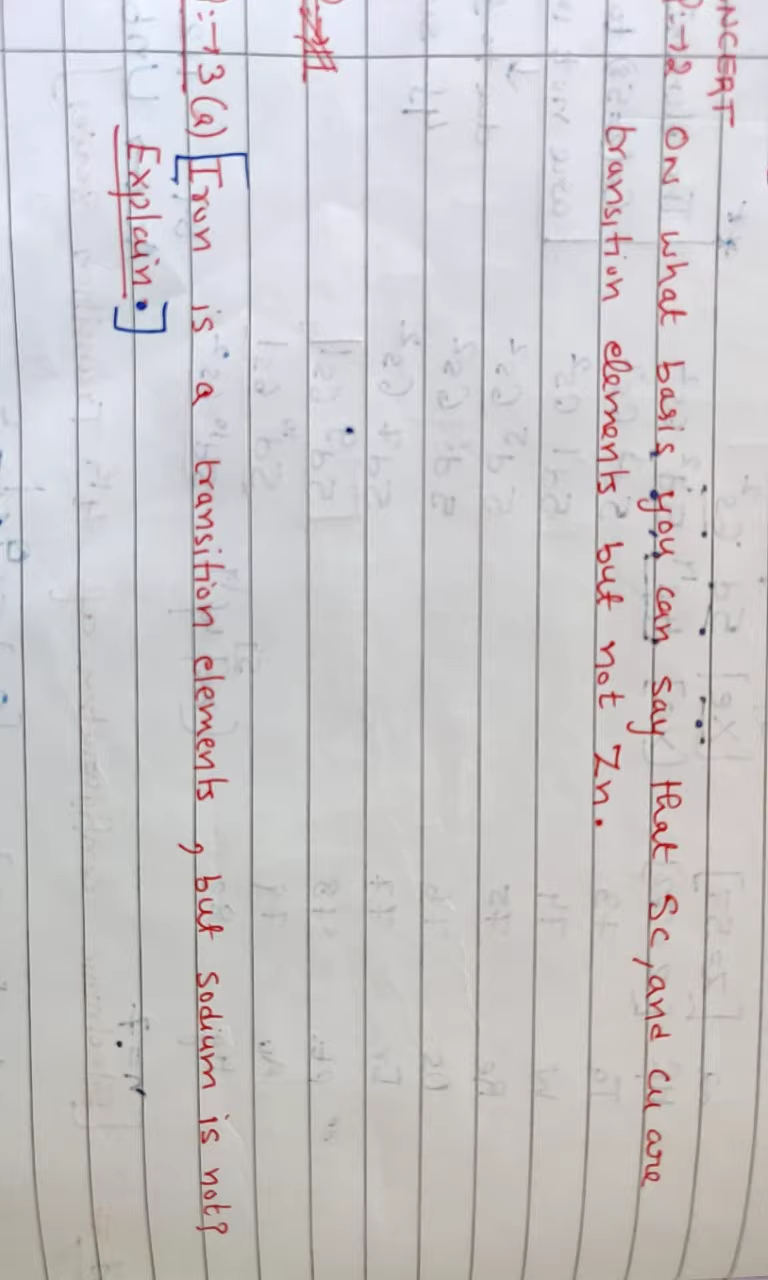 NCERT
:→2 ON what basis you can say that Sc, and Cu are
transition elements but not Zn.
:→3 (a) [Iron is a transition elements, but sodium is not?
Explain.]